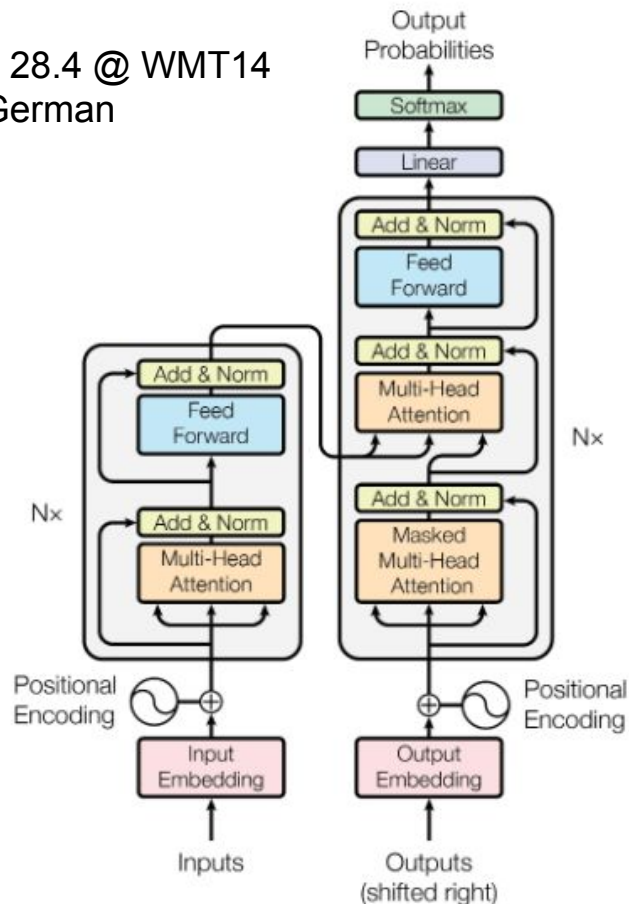 28.4 @ WMT14
German
Output
Probabilities
Softmax
Linear
Add & Norm
Feed
Forward
Add & Norm
Multi-Head
Attention
Add & Norm
Masked
Multi-Head
Attention
Nx
Add & Norm
Feed
Forward
Add & Norm
Multi-Head
Attention
Nx
Positional
Encoding
Positional
Encoding
Input
Embedding
Output
Embedding
Inputs
Outputs
(shifted right)